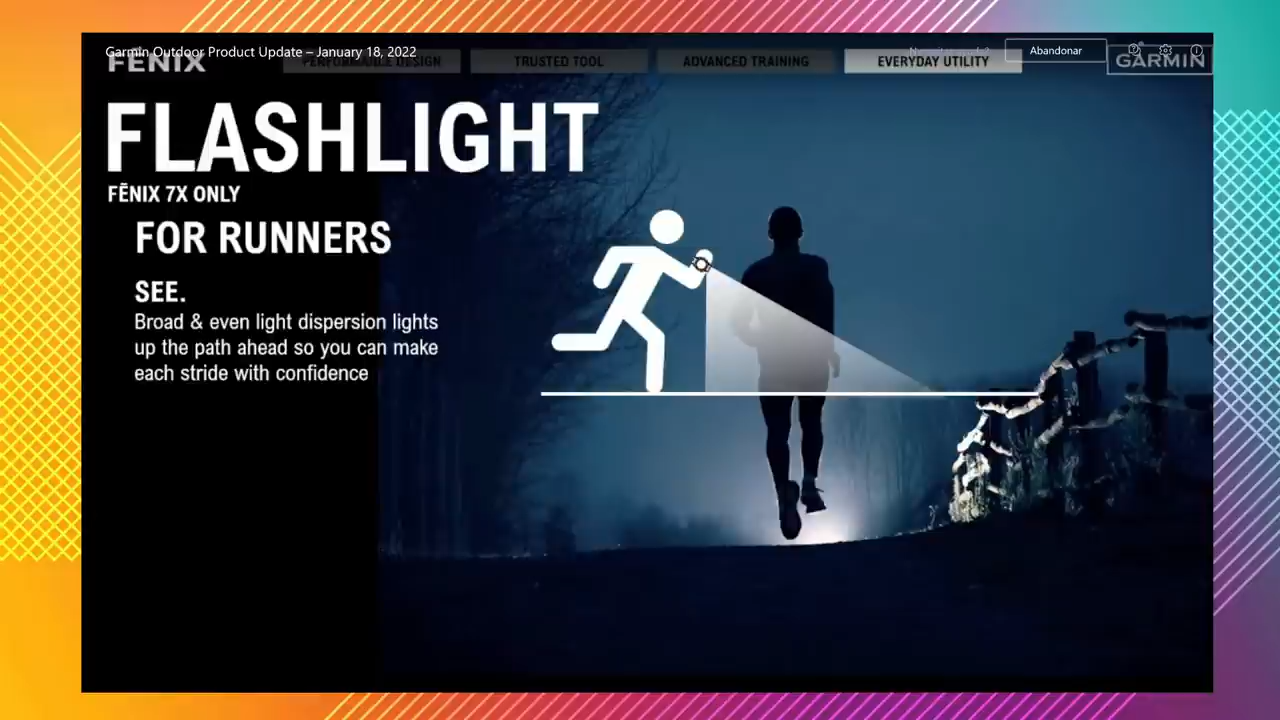 Garmin Outdoor Product Update – January 18, 2022
Abandonar
FĒNIX
PERFORMABLE DESIGN
TRUSTED TOOL
ADVANCED TRAINING
EVERYDAY UTILITY
GARMIN
FLASHLIGHT
FĒNIX 7X ONLY
FOR RUNNERS
SEE.
Broad & even light dispersion lights
up the path ahead so you can make
each stride with confidence